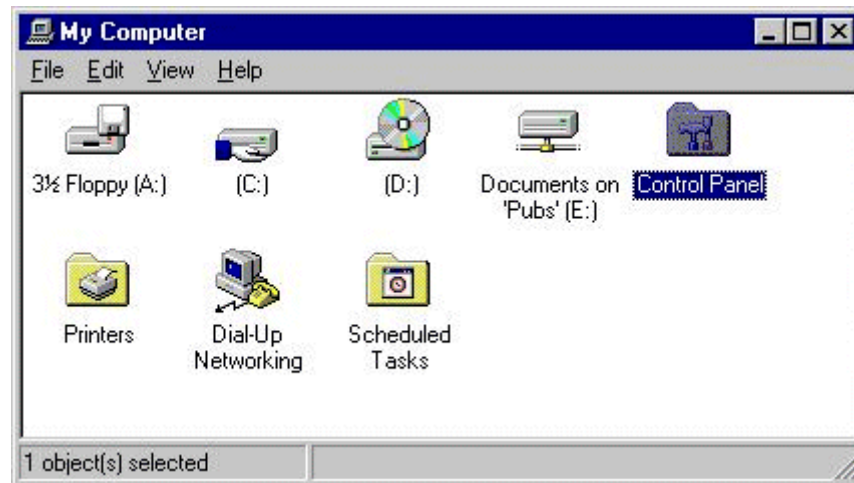 My Computer
File Edit View Help
3½ Floppy (A:)
(C:)
(D:)
Documents on
'Pubs' (E:)
Control Panel
Printers
Dial-Up
Networking
Scheduled
Tasks
1 object(s) selected